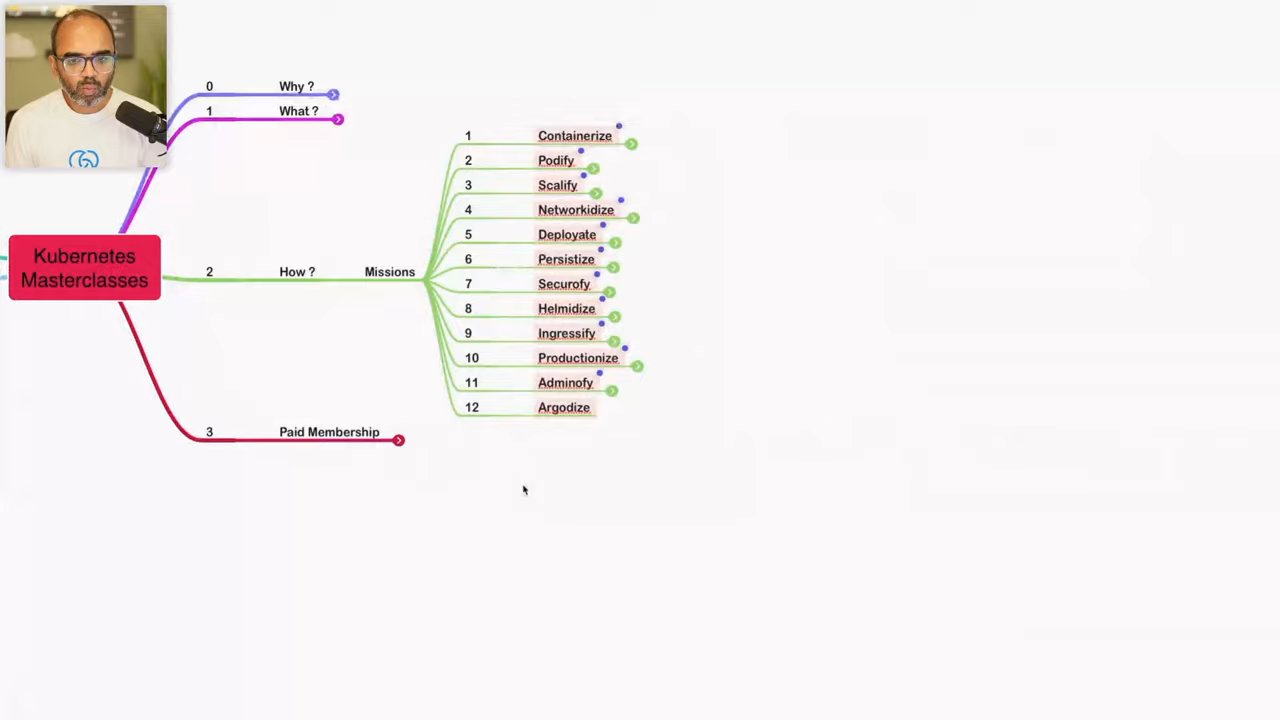 0 Why ?
1 What ?
Kubernetes
Masterclasses
2 How ? Missions
1 Containerize
2 Podify
3 Scalify
4 Networkidize
5 Deployate
6 Persistize
7 Securofy
8 Helmidize
9 Ingressify
10 Productionize
11 Adminofy
12 Argodize
3 Paid Membership